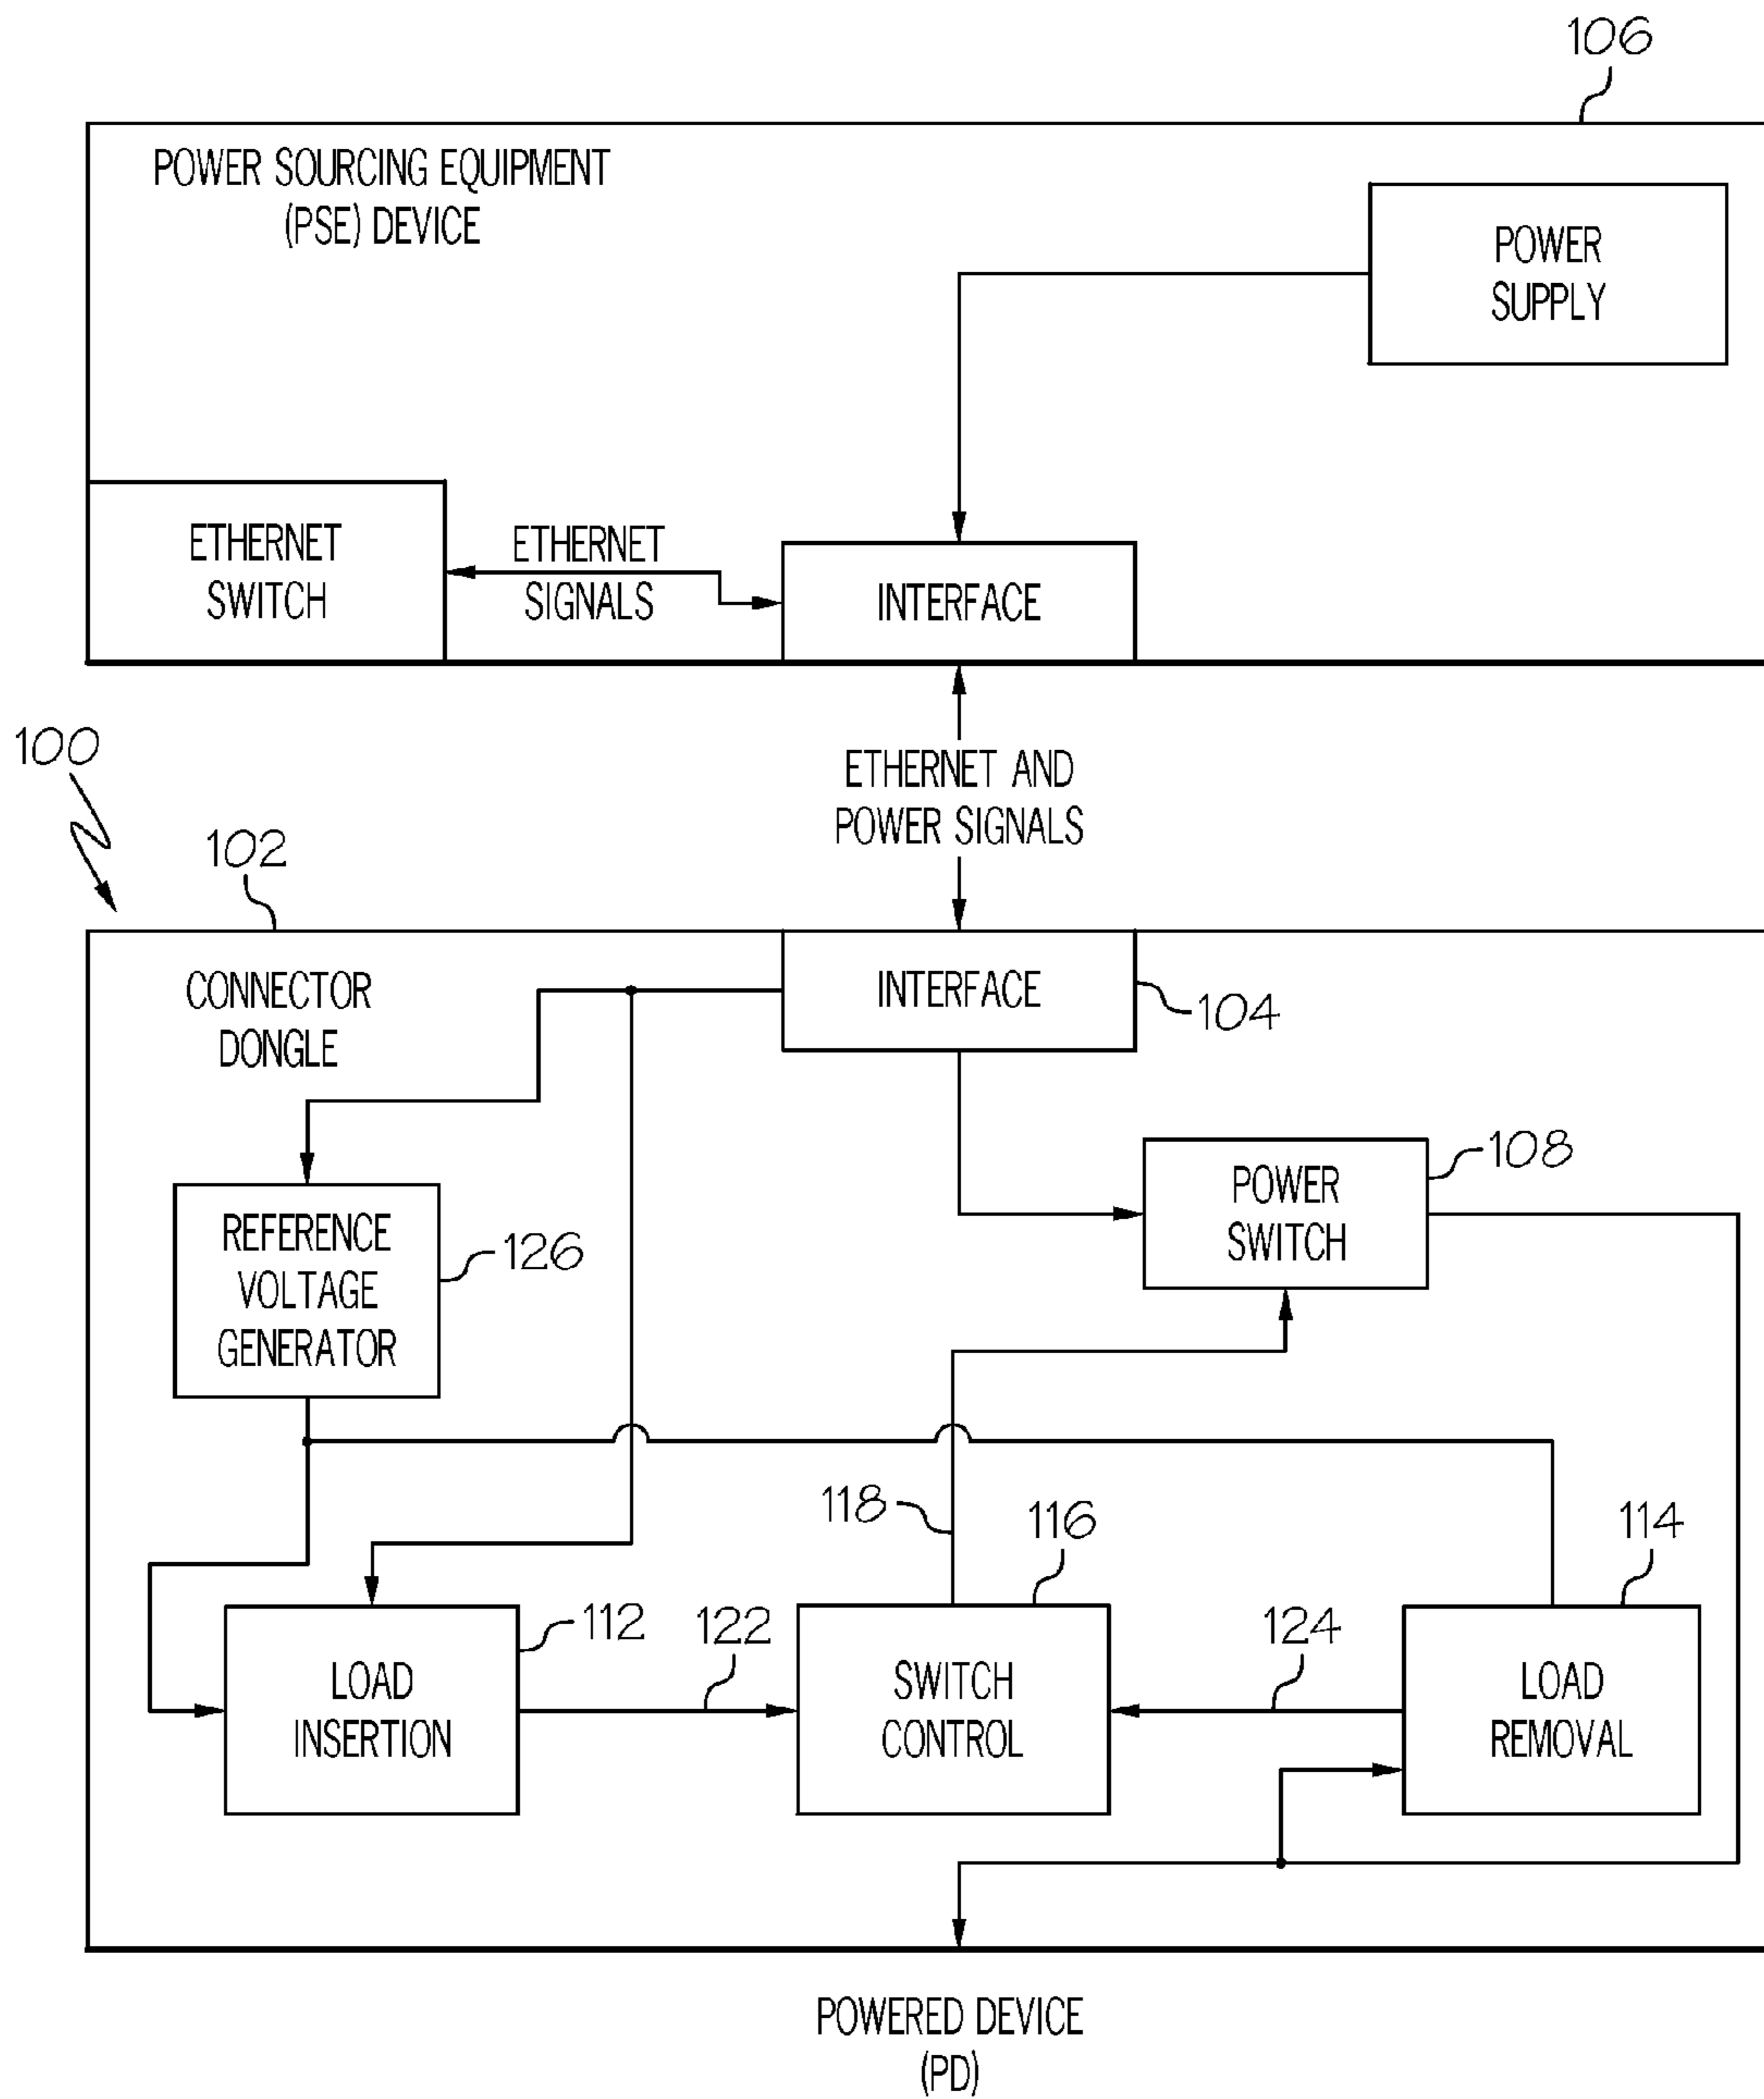 106
POWER SOURCING EQUIPMENT
(PSE) DEVICE
POWER
SUPPLY
ETHERNET
SWITCH
ETHERNET
SIGNALS
INTERFACE
100
ETHERNET AND
POWER SIGNALS
102
CONNECTOR
DONGLE
INTERFACE
104
108
POWER
SWITCH
REFERENCE
VOLTAGE
GENERATOR
126
118
116
114
112
122
124
LOAD
INSERTION
SWITCH
CONTROL
LOAD
REMOVAL
POWERED DEVICE
(PD)